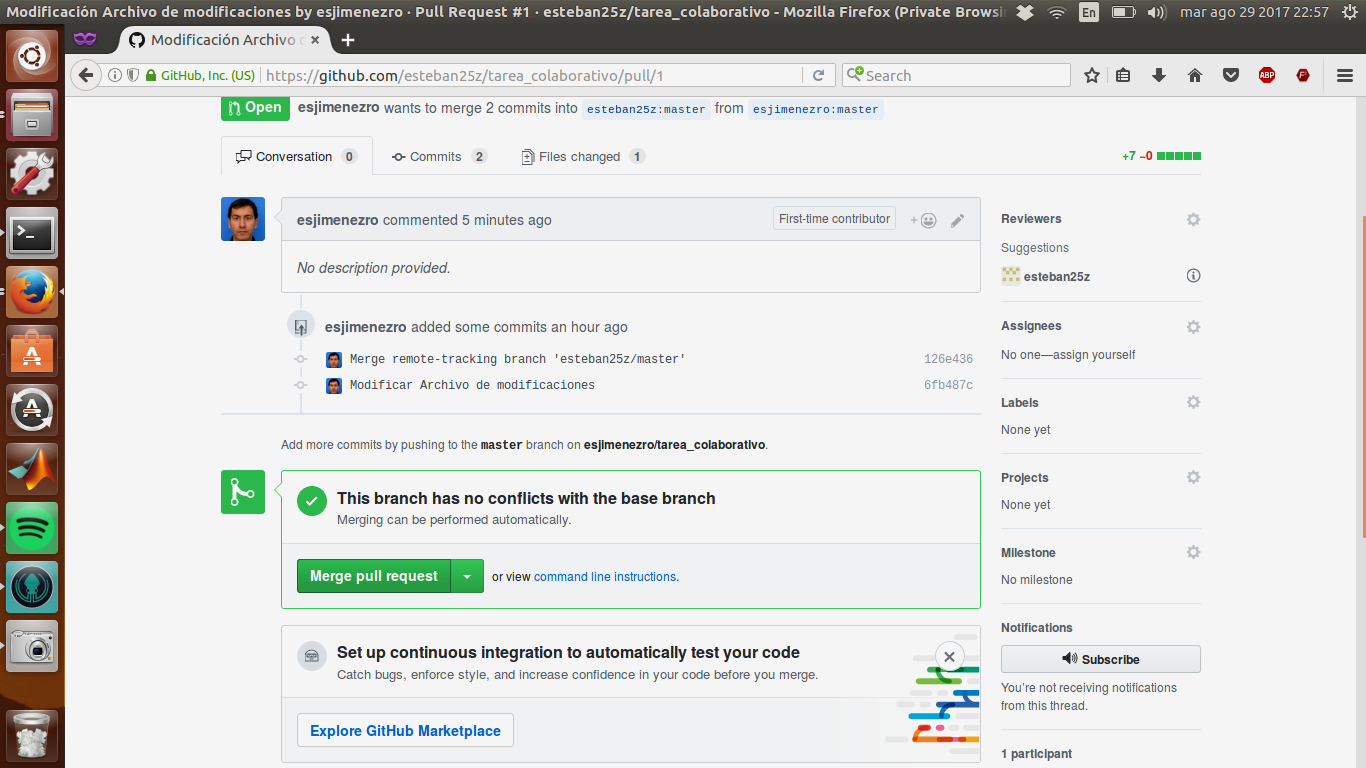 Modificación Archivo de modificaciones by esjimenezro · Pull Request #1 · esteban25z/tarea_colaborativo - Mozilla Firefox (Private Browsi
En
mar ago 29 2017 22:57
Modificación Archivo
GitHub, Inc. (US)
https://github.com/esteban25z/tarea_colaborativo/pull/1
Search
ABP
Open esjimenezro wants to merge 2 commits into esteban25z:master from esjimenezro:master
Conversation 0
Commits 2
Files changed 1
+7 −0
esjimenezro commented 5 minutes ago
First-time contributor
No description provided.
esjimenezro added some commits an hour ago
Merge remote-tracking branch 'esteban25z/master' 126e436
Modificar Archivo de modificaciones 6fb487c
Add more commits by pushing to the master branch on esjimenezro/tarea_colaborativo.
This branch has no conflicts with the base branch
Merging can be performed automatically.
Merge pull request or view command line instructions.
Set up continuous integration to automatically test your code
Catch bugs, enforce style, and increase confidence in your code before you merge.
Explore GitHub Marketplace
Reviewers
Suggestions
esteban25z
Assignees
No one—assign yourself
Labels
None yet
Projects
None yet
Milestone
No milestone
Notifications
Subscribe
You’re not receiving notifications
from this thread.
1 participant